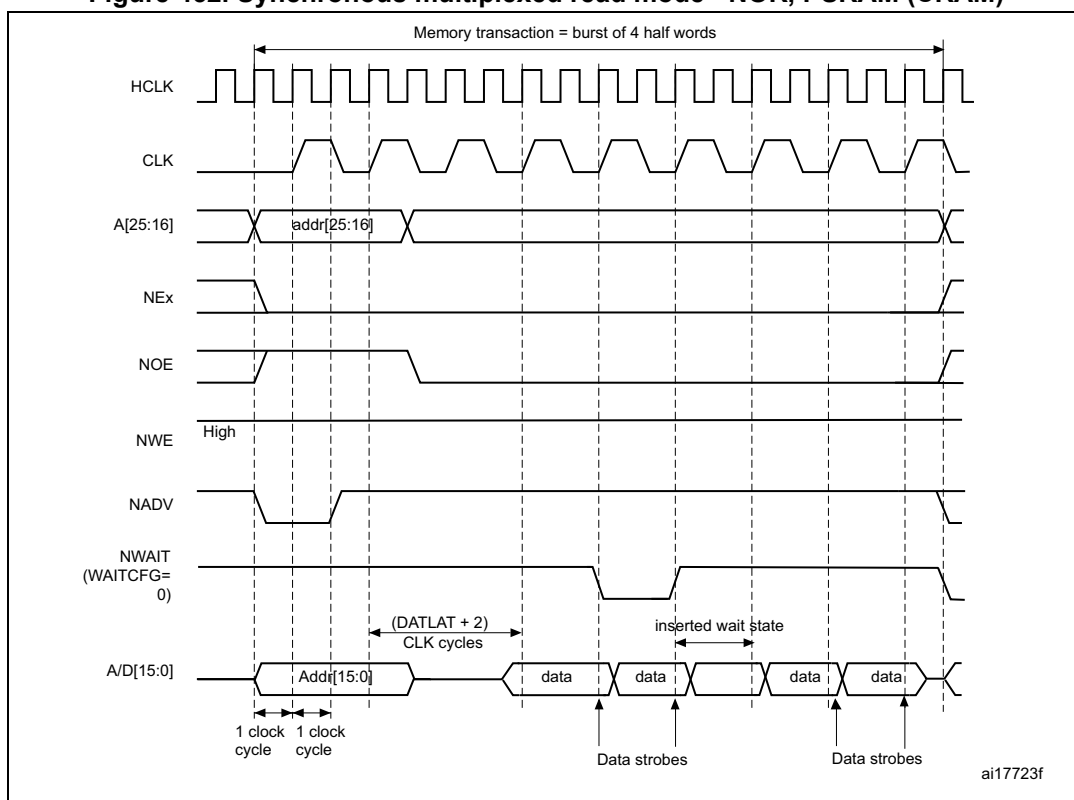 Synchronous multiplexed read mode - NOR, PSRAM (CRAM)
Memory transaction = burst of 4 half words
HCLK
CLK
A[25:16]
addr[25:16]
NEx
NOE
High
NWE
NADV
NWAIT
(WAITCFG=
0)
(DATLAT + 2)
CLK cycles
inserted wait state
A/D[15:0]
Addr[15:0]
data
data
data
data
1 clock
cycle
1 clock
cycle
Data strobes
Data strobes
ai17723f